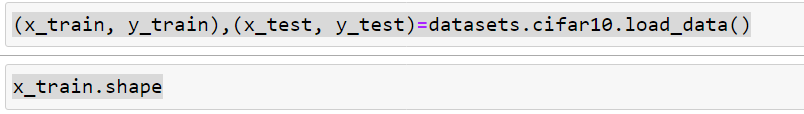 (x_train, y_train),(x_test, y_test)=datasets.cifar10.load_data()
x_train.shape